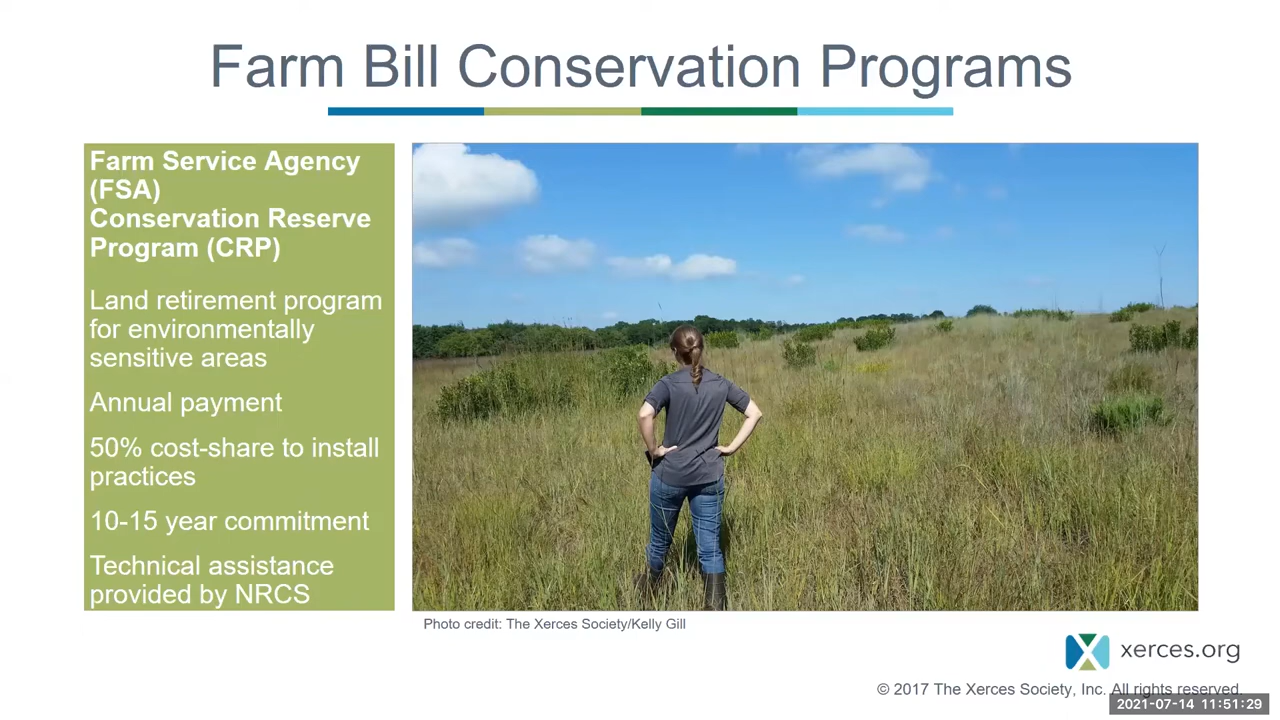 Farm Bill Conservation Programs
Farm Service Agency
(FSA)
Conservation Reserve
Program (CRP)
Land retirement program
for environmentally
sensitive areas
Annual payment
50% cost-share to install
practices
10-15 year commitment
Technical assistance
provided by NRCS
Photo credit: The Xerces Society/Kelly Gill
xerces.org
© 2017 The Xerces Society, Inc. All rights reserved.
2021-07-14 11:51:29